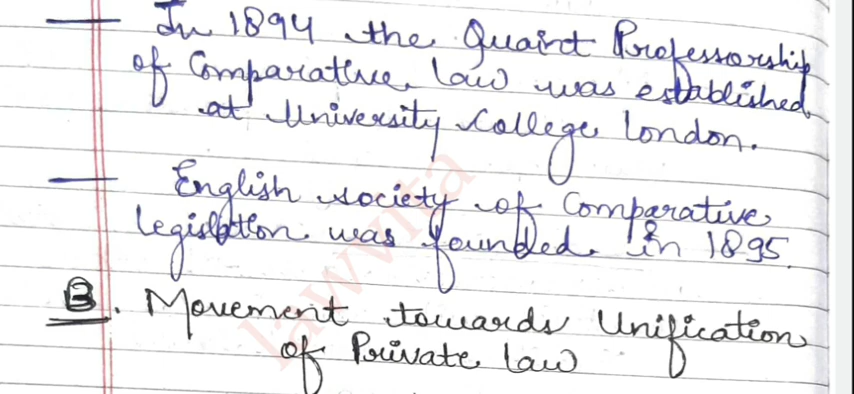 — In 1894 the Quaint Professorship
of Comparative law was established
at University College London.
— English society of Comparative
legislation was founded in 1895.
B. Movement towards Unification
of Private law
lawvita